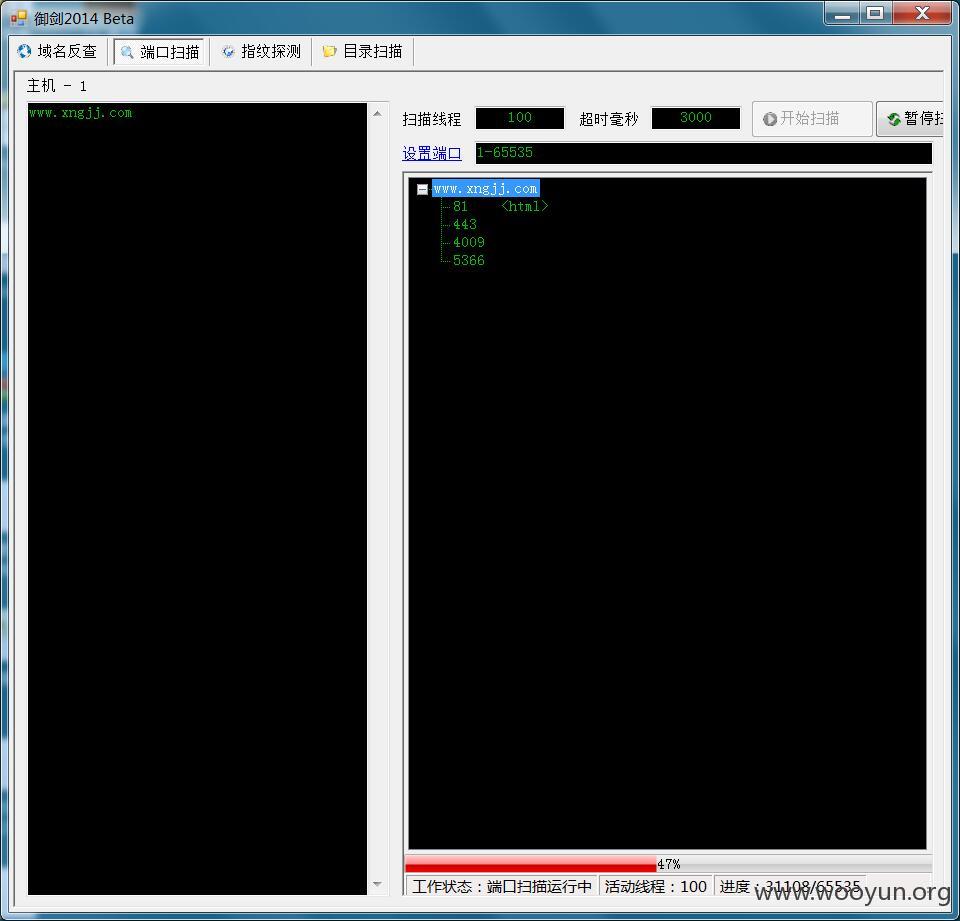 御剑2014 Beta
域名反查 端口扫描 指纹探测 目录扫描
主机 - 1
www.xngjj.com
扫描线程 100 超时毫秒 3000 开始扫描 暂停扫
设置端口 1-65535
www.xngjj.com
81 <html>
443
4009
5366
47%
工作状态：端口扫描运行中 活动线程：100 进度：31108/65535
www.wooyun.org